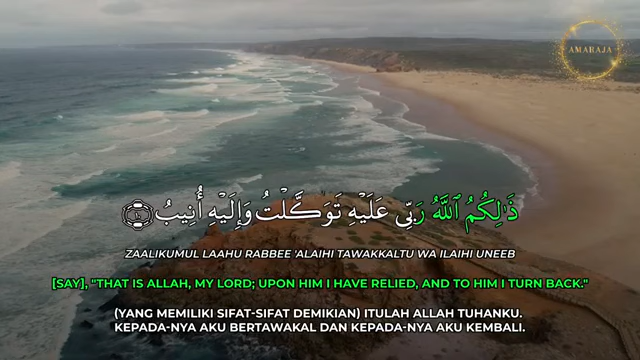 AMARAJA
ذَٰلِكُمُ ٱللَّهُ رَبِّى عَلَيْهِ تَوَكَّلْتُ وَإِلَيْهِ أُنِيبُ ۝١٠
ZAALIKUMUL LAAHU RABBEE 'ALAIHI TAWAKKALTU WA ILAIHI UNEEB
[SAY], "THAT IS ALLAH, MY LORD; UPON HIM I HAVE RELIED, AND TO HIM I TURN BACK."
(YANG MEMILIKI SIFAT-SIFAT DEMIKIAN) ITULAH ALLAH TUHANKU.
KEPADA-NYA AKU BERTAWAKAL DAN KEPADA-NYA AKU KEMBALI.